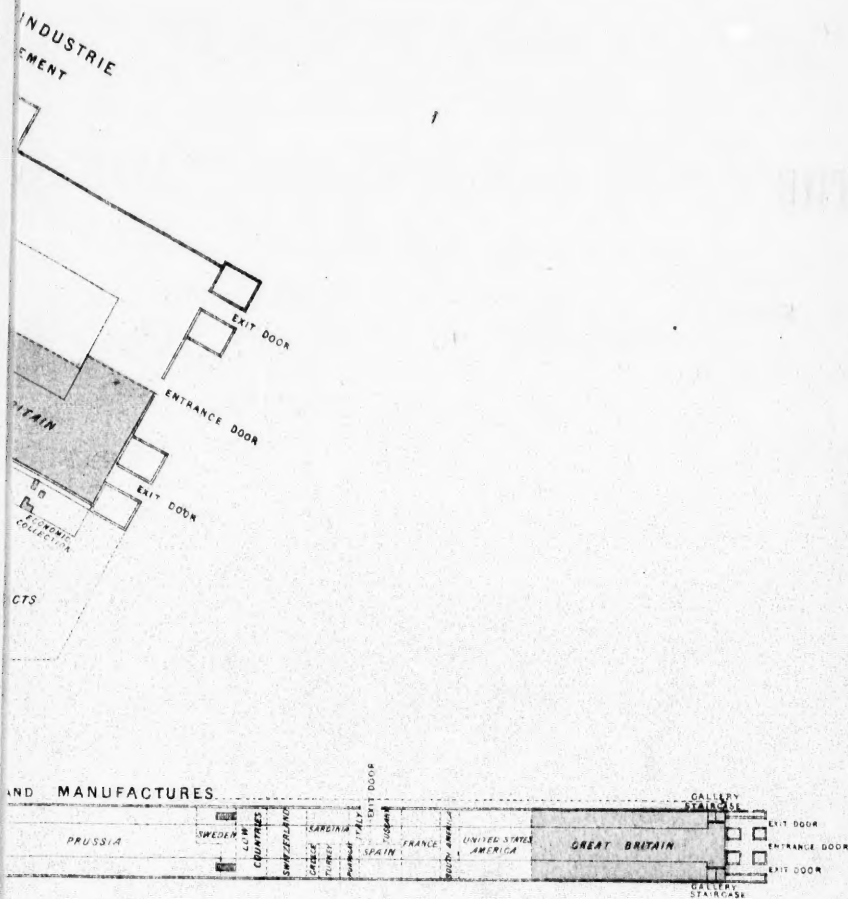 INDUSTRIE
EMENT
EXIT DOOR
ENTRANCE DOOR
EXIT DOOR
ITAIN
ECONOMIC
COLLECTION
CTS
AND MANUFACTURES
EXIT DOOR
GALLERY
STAIRCASE
PRUSSIA
SWEDEN
LOW
COUNTRIES
SWITZERLAND
SARDINIA
GREECE
TURKEY
ITALY
SPAIN
TUSCANY
FRANCE
SOUTH AMERICA
UNITED STATES
AMERICA
GREAT BRITAIN
EXIT DOOR
ENTRANCE DOOR
EXIT DOOR
GALLERY
STAIRCASE